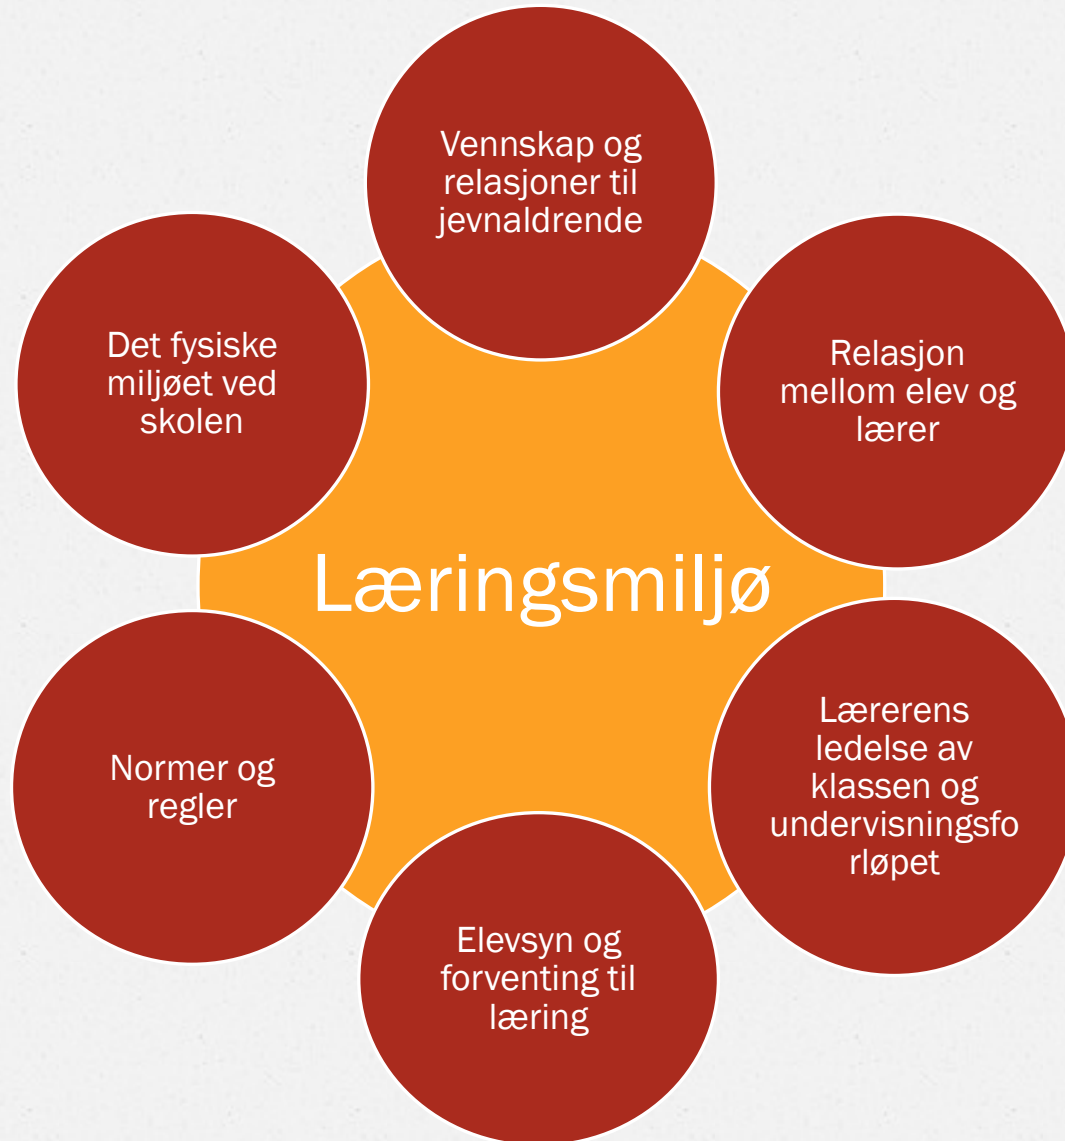 Vennskap og
relasjoner til
jevnaldrende
Relasjon
mellom elev og
lærer
Lærerens
ledelse av
klassen og
undervisningsfo
rløpet
Elevsyn og
forventing til
læring
Normer og
regler
Det fysiske
miljøet ved
skolen
Læringsmiljø